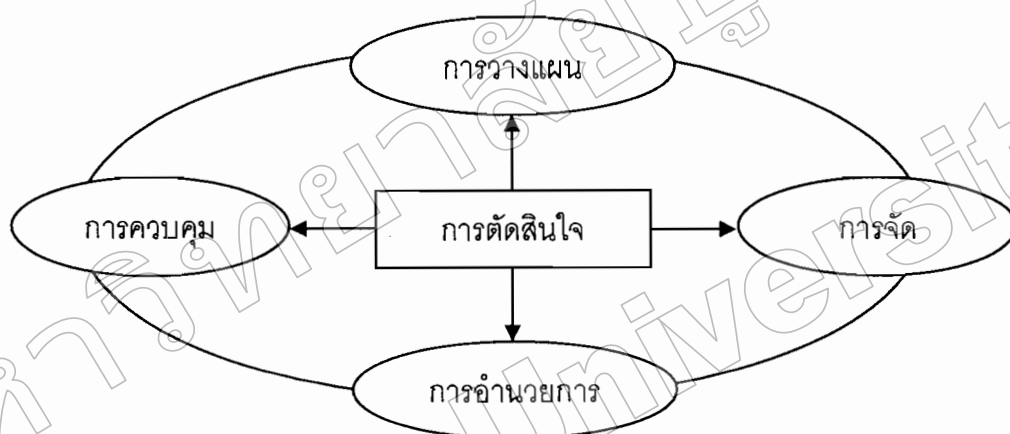 การวางแผน
การควบคุม
การตัดสินใจ
การจัด
การอำนวยการ
University